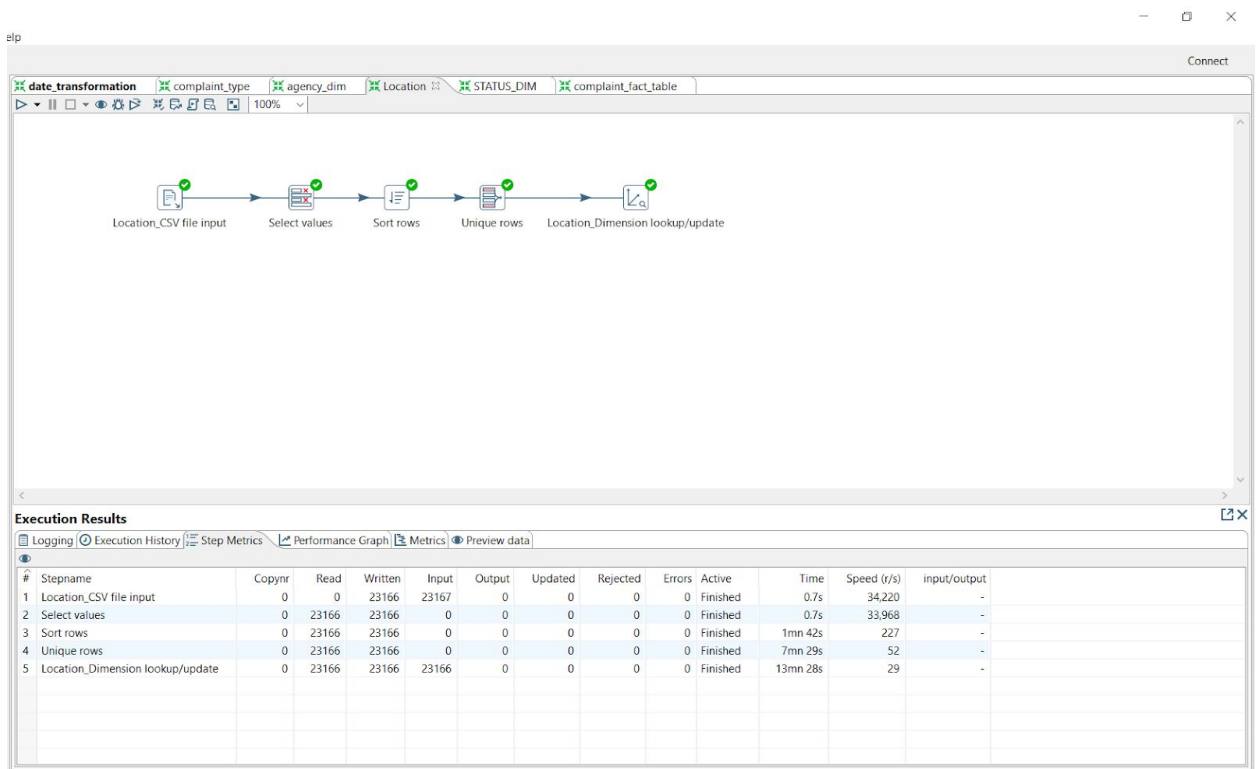 elp
Connect
date_transformation complaint_type agency_dim Location STATUS_DIM complaint_fact_table
100%
Location_CSV file input Select values Sort rows Unique rows Location_Dimension lookup/update
Execution Results
Logging Execution History Step Metrics Performance Graph Metrics Preview data
# Stepname Copynr Read Written Input Output Updated Rejected Errors Active Time Speed (r/s) input/output
1 Location_CSV file input 0 0 23166 23167 0 0 0 0 Finished 0.7s 34,220 -
2 Select values 0 23166 23166 0 0 0 0 0 Finished 0.7s 33,968 -
3 Sort rows 0 23166 23166 0 0 0 0 0 Finished 1mn 42s 227 -
4 Unique rows 0 23166 23166 0 0 0 0 0 Finished 7mn 29s 52 -
5 Location_Dimension lookup/update 0 23166 23166 23166 0 0 0 0 Finished 13mn 28s 29 -